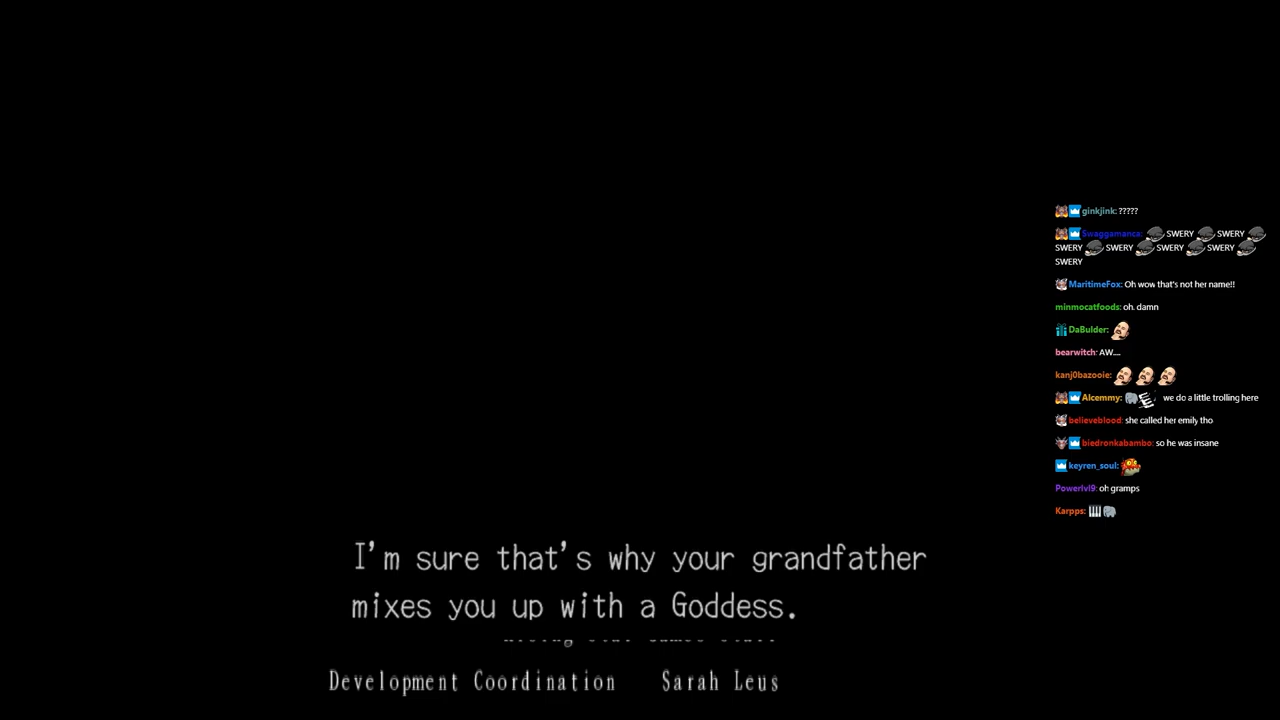 ginkjink: ?????
Swaggamanca: SWERY SWERY
SWERY SWERY SWERY SWERY
SWERY
MaritimeFox: Oh wow that's not her name!!
minmocatfoods: oh. damn
DaBulder:
bearwitch: AW....
kanj0bazooie:
Alcemmy: we do a little trolling here
believeblood: she called her emily tho
biedronkabambo: so he was insane
keyren_soul:
Powerlvl9: oh gramps
Karpps:
I'm sure that's why your grandfather
mixes you up with a Goddess.
Development Coordination Sarah Leus